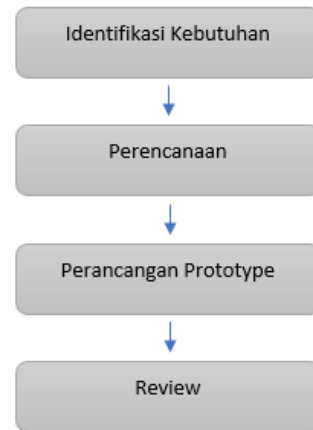 Identifikasi Kebutuhan
Perencanaan
Perancangan Prototype
Review